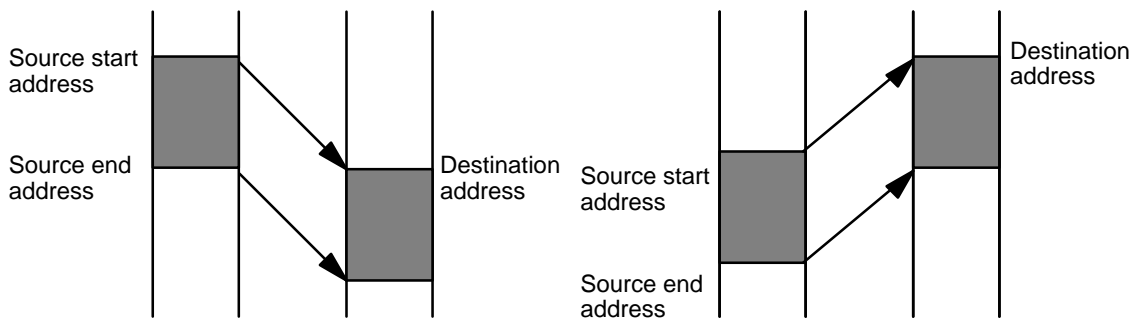 Source start
address
Source end
address
Destination
address
Source start
address
Source end
address
Destination
address